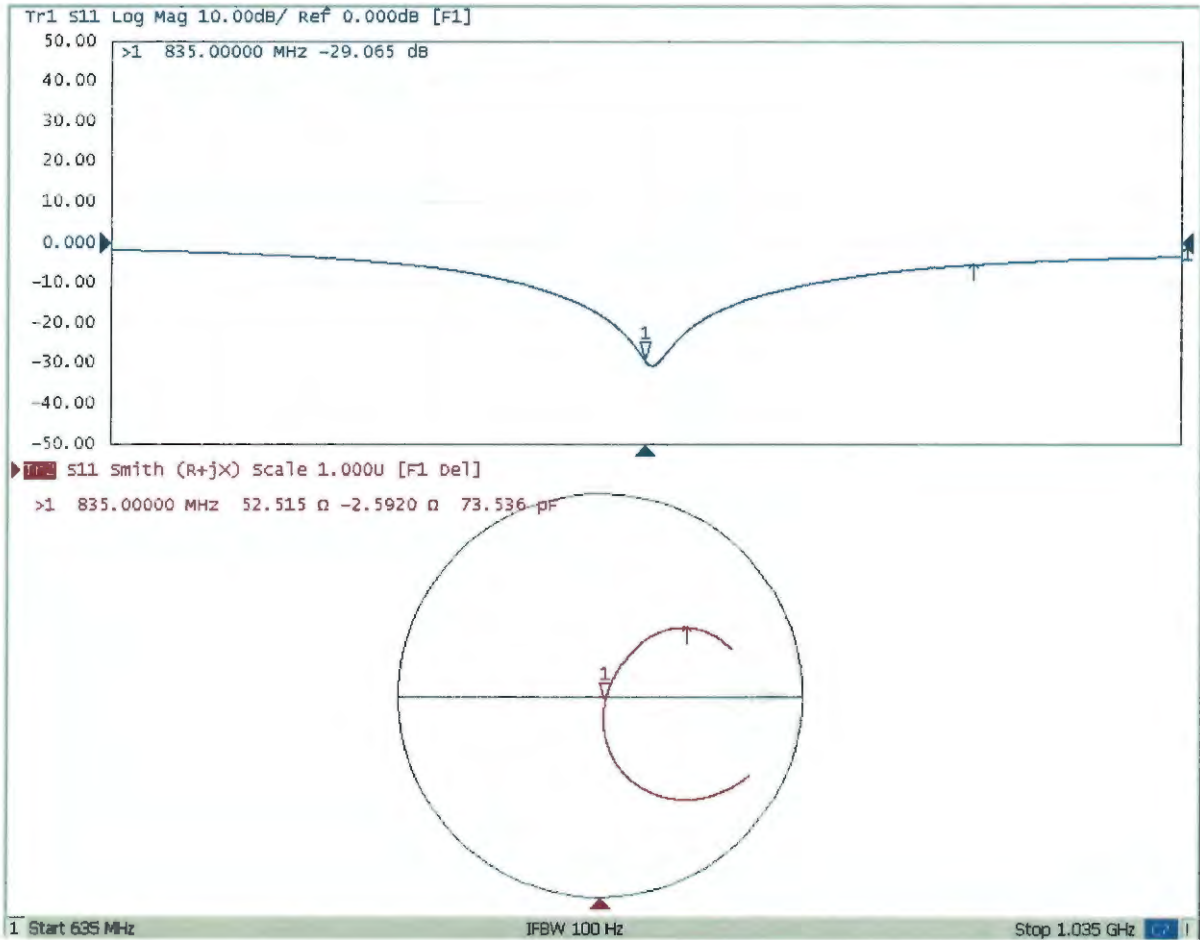 Tr1 S11 Log Mag 10.00dB/ Ref 0.000dB [F1]
50.00
>1 835.00000 MHz -29.065 dB
40.00
30.00
20.00
10.00
0.000
-10.00
-20.00
1
-30.00
-40.00
-50.00
Tr2 S11 Smith (R+jX) Scale 1.000U [F1 Del]
>1 835.00000 MHz 52.515 Ω -2.5920 Ω 73.536 pF
1
1 Start 635 MHz IFBW 100 Hz Stop 1.035 GHz C?